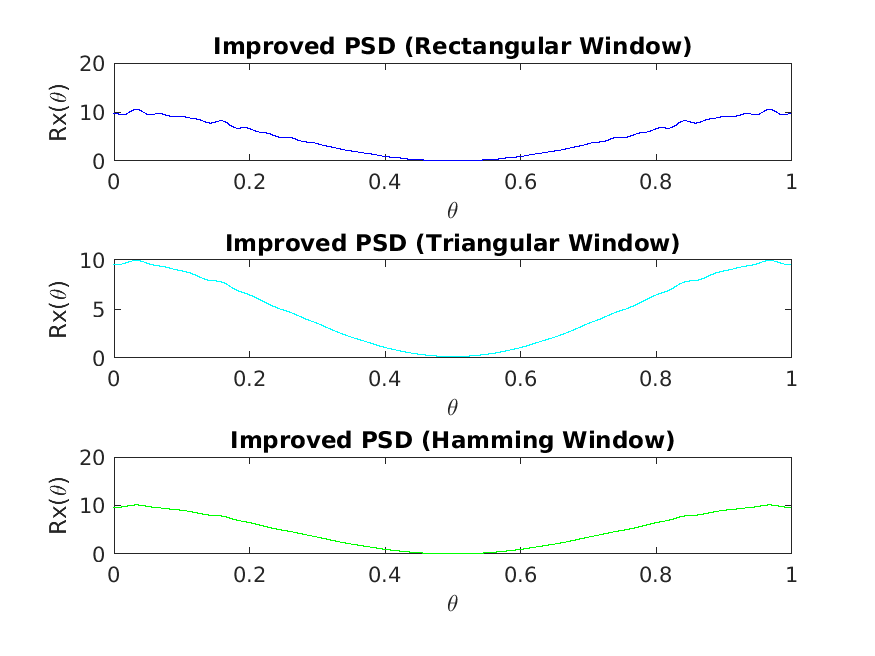 Improved PSD (Rectangular Window)
20
10
0
Rx(θ)
0 0.2 0.4 0.6 0.8 1
θ
Improved PSD (Triangular Window)
10
5
0
Rx(θ)
0 0.2 0.4 0.6 0.8 1
θ
Improved PSD (Hamming Window)
20
10
0
Rx(θ)
0 0.2 0.4 0.6 0.8 1
θ